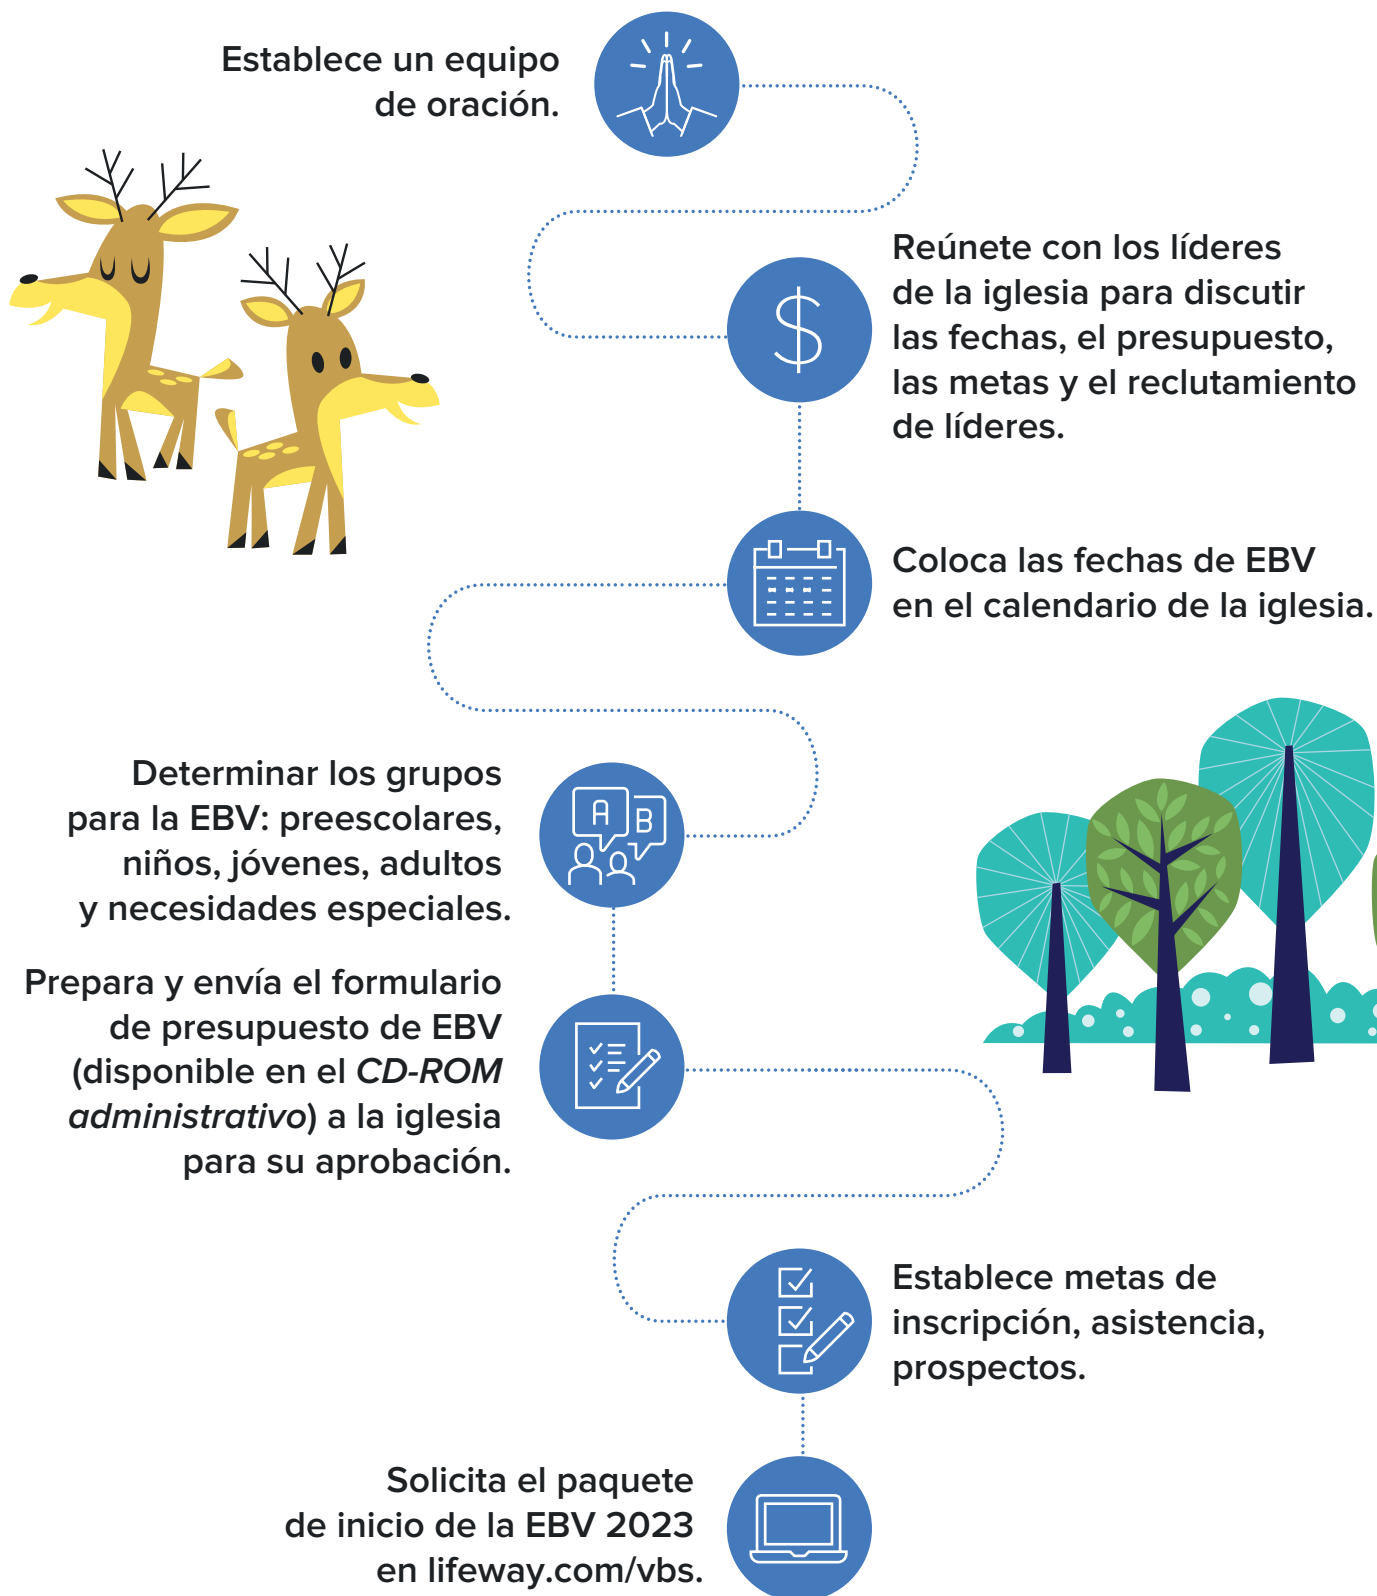 Establece un equipo
de oración.
Reúnete con los líderes
de la iglesia para discutir
las fechas, el presupuesto,
las metas y el reclutamiento
de líderes.
Coloca las fechas de EBV
en el calendario de la iglesia.
Determinar los grupos
para la EBV: preescolares,
niños, jóvenes, adultos
y necesidades especiales.
A B
Prepara y envía el formulario
de presupuesto de EBV
(disponible en el CD-ROM
administrativo) a la iglesia
para su aprobación.
Establece metas de
inscripción, asistencia,
prospectos.
Solicita el paquete
de inicio de la EBV 2023
en lifeway.com/vbs.